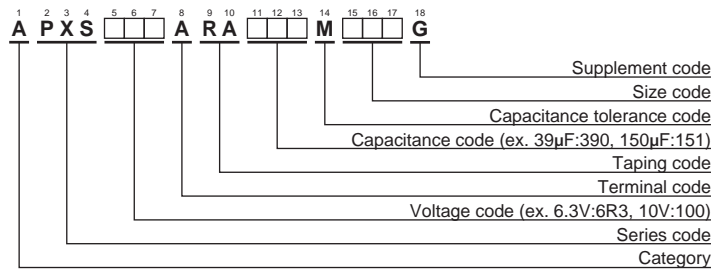 1 2 3 4 5 6 7 8 9 10 11 12 13 14 15 16 17 18
A P X S A R A M G
Supplement code
Size code
Capacitance tolerance code
Capacitance code (ex. 39µF:390, 150µF:151)
Taping code
Terminal code
Voltage code (ex. 6.3V:6R3, 10V:100)
Series code
Category